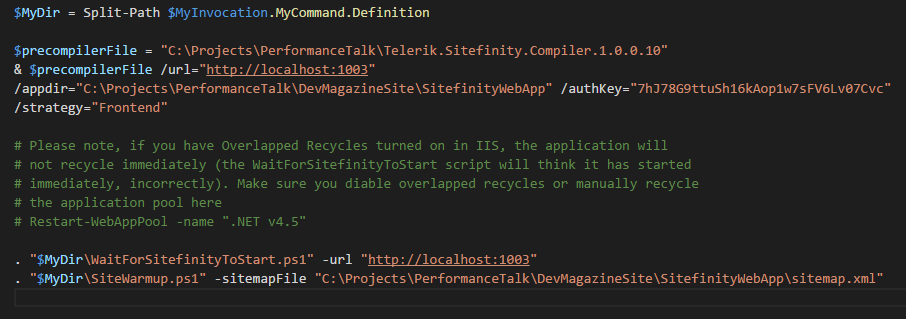 $MyDir = Split-Path $MyInvocation.MyCommand.Definition
$precompilerFile = "C:\Projects\PerformanceTalk\Telerik.Sitefinity.Compiler.1.0.0.10"
& $precompilerFile /url="http://localhost:1003"
/appdir="C:\Projects\PerformanceTalk\DevMagazineSite\SitefinityWebApp" /authKey="7hJ78G9ttuSh16kAop1w7sFV6Lv07Cvc"
/strategy="Frontend"
# Please note, if you have Overlapped Recycles turned on in IIS, the application will
# not recycle immediately (the WaitForSitefinityToStart script will think it has started
# immediately, incorrectly). Make sure you diable overlapped recycles or manually recycle
# the application pool here
# Restart-WebAppPool -name ".NET v4.5"
. "$MyDir\WaitForSitefinityToStart.ps1" -url "http://localhost:1003"
. "$MyDir\SiteWarmup.ps1" -sitemapFile "C:\Projects\PerformanceTalk\DevMagazineSite\SitefinityWebApp\sitemap.xml"